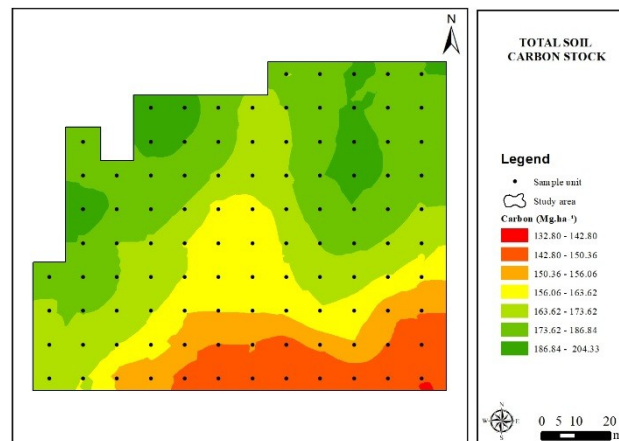 N
TOTAL SOIL
CARBON STOCK
Legend
Sample unit
Study area
Carbon (Mg.ha⁻¹)
132.80 - 142.80
142.80 - 150.36
150.36 - 156.06
156.06 - 163.62
163.62 - 173.62
173.62 - 186.84
186.84 - 204.33
N
W E
S
0 5 10 20
m